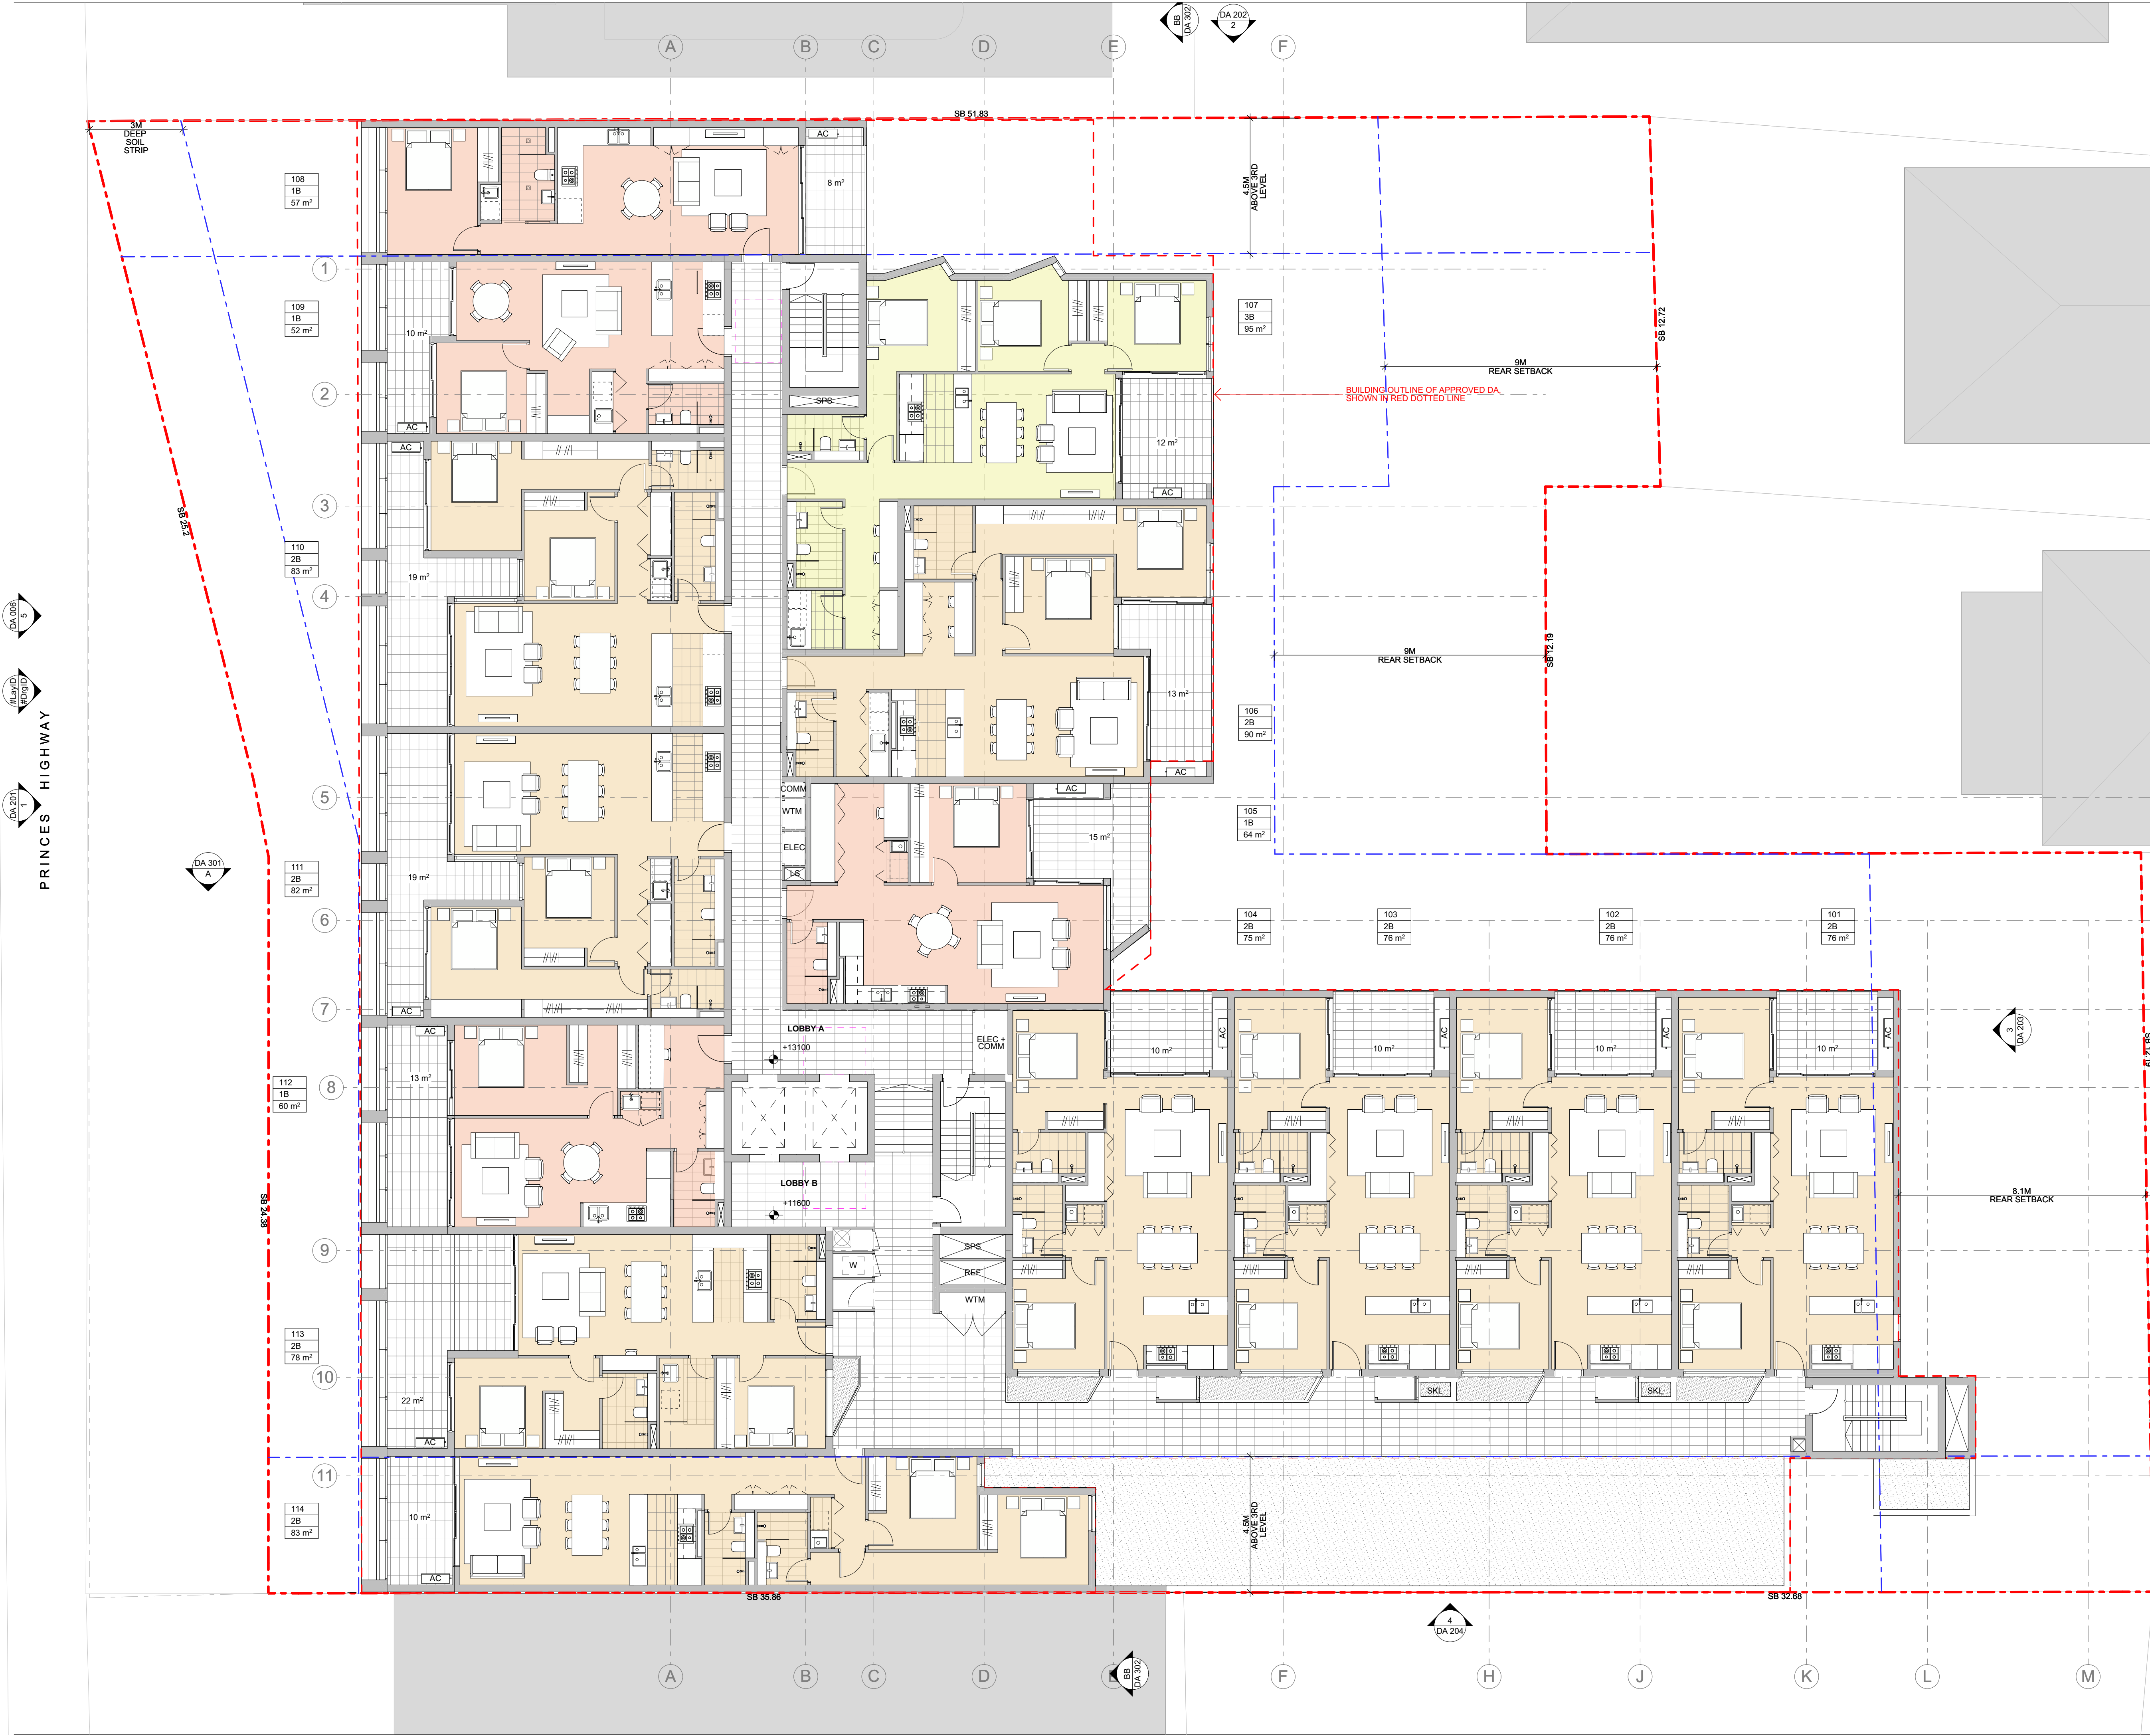 BB
DA 302
DA 202
2
A
B
C
D
E
F
SB 51.83
3M
DEEP
SOIL
STRIP
AC
108
1B
57 m²
8 m²
4.5M
ABOVE 3RD
LEVEL
1
109
1B
52 m²
10 m²
107
3B
95 m²
SB 12.72
9M
REAR SETBACK
BUILDING OUTLINE OF APPROVED DA,
SHOWN IN RED DOTTED LINE
2
SPS
AC
AC
12 m²
AC
3
SB 25.2
110
2B
83 m²
19 m²
4
DA 006
5
9M
REAR SETBACK
SB 12.19
#LayID
#DrgID
13 m²
106
2B
90 m²
PRINCES HIGHWAY
AC
DA 201
1
5
COMM
WTM
ELEC
LS
AC
15 m²
105
1B
64 m²
DA 301
A
111
2B
82 m²
19 m²
6
104
2B
75 m²
103
2B
76 m²
102
2B
76 m²
101
2B
76 m²
AC
7
AC
LOBBY A
+13100
ELEC +
COMM
10 m²
AC
10 m²
AC
10 m²
AC
10 m²
AC
3
DA 203
SB 12.19
112
1B
60 m²
8
13 m²
LOBBY B
+11600
8.1M
REAR SETBACK
SB 24.38
9
W
SPS
REF
WTM
113
2B
78 m²
10
22 m²
AC
SKL
SKL
11
114
2B
83 m²
10 m²
AC
4.5M
ABOVE 3RD
LEVEL
SB 35.86
SB 32.68
4
DA 204
A
B
C
D
E
BB
DA 302
F
H
J
K
L
M